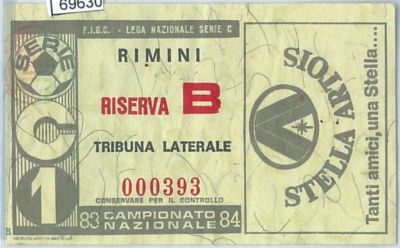 69630
F.I.G.C. - LEGA NAZIONALE SERIE C
SERIE
C1
RIMINI
RISERVA B
TRIBUNA LATERALE
000393
CONSERVARE PER IL CONTROLLO
83 CAMPIONATO 84
NAZIONALE
B
STELLA ARTOIS
Tanti amici, una Stella....